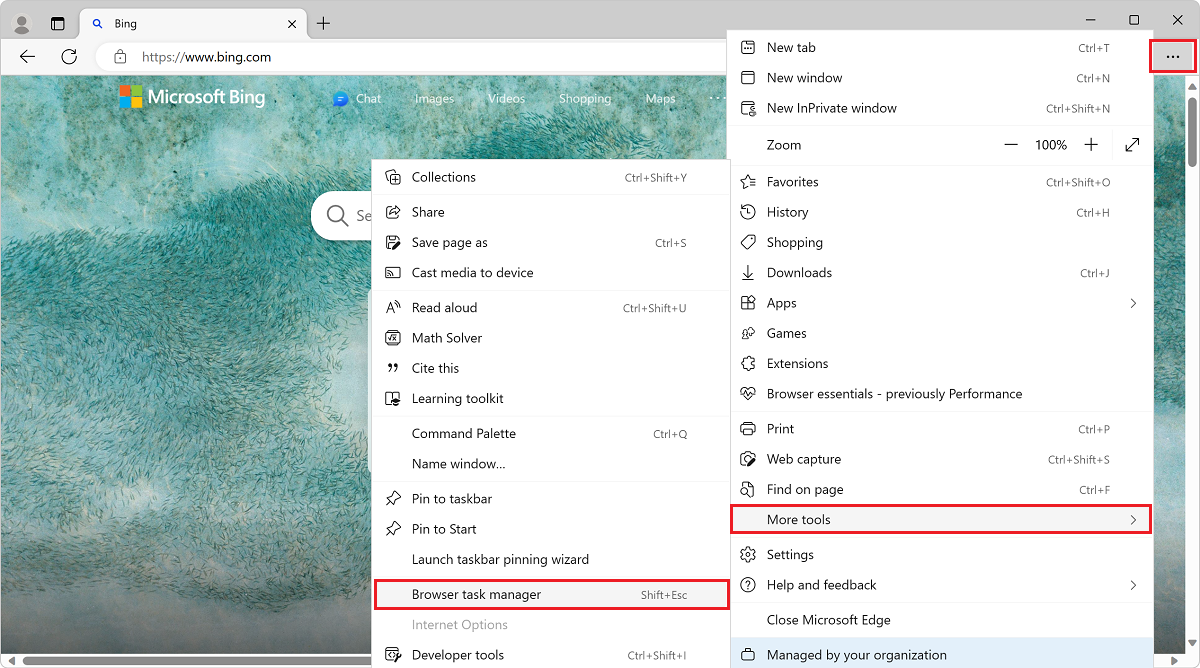 Bing
https://www.bing.com
Microsoft Bing
Chat
Images
Videos
Shopping
Maps
Se
New tab Ctrl+T
New window Ctrl+N
New InPrivate window Ctrl+Shift+N
Zoom 100%
Favorites Ctrl+Shift+O
History Ctrl+H
Shopping
Downloads Ctrl+J
Apps
Games
Extensions
Browser essentials - previously Performance
Print Ctrl+P
Web capture Ctrl+Shift+S
Find on page Ctrl+F
More tools
Settings
Help and feedback
Close Microsoft Edge
Managed by your organization
Collections Ctrl+Shift+Y
Share
Save page as Ctrl+S
Cast media to device
Read aloud Ctrl+Shift+U
Math Solver
Cite this
Learning toolkit
Command Palette Ctrl+Q
Name window...
Pin to taskbar
Pin to Start
Launch taskbar pinning wizard
Browser task manager Shift+Esc
Internet Options
Developer tools Ctrl+Shift+I